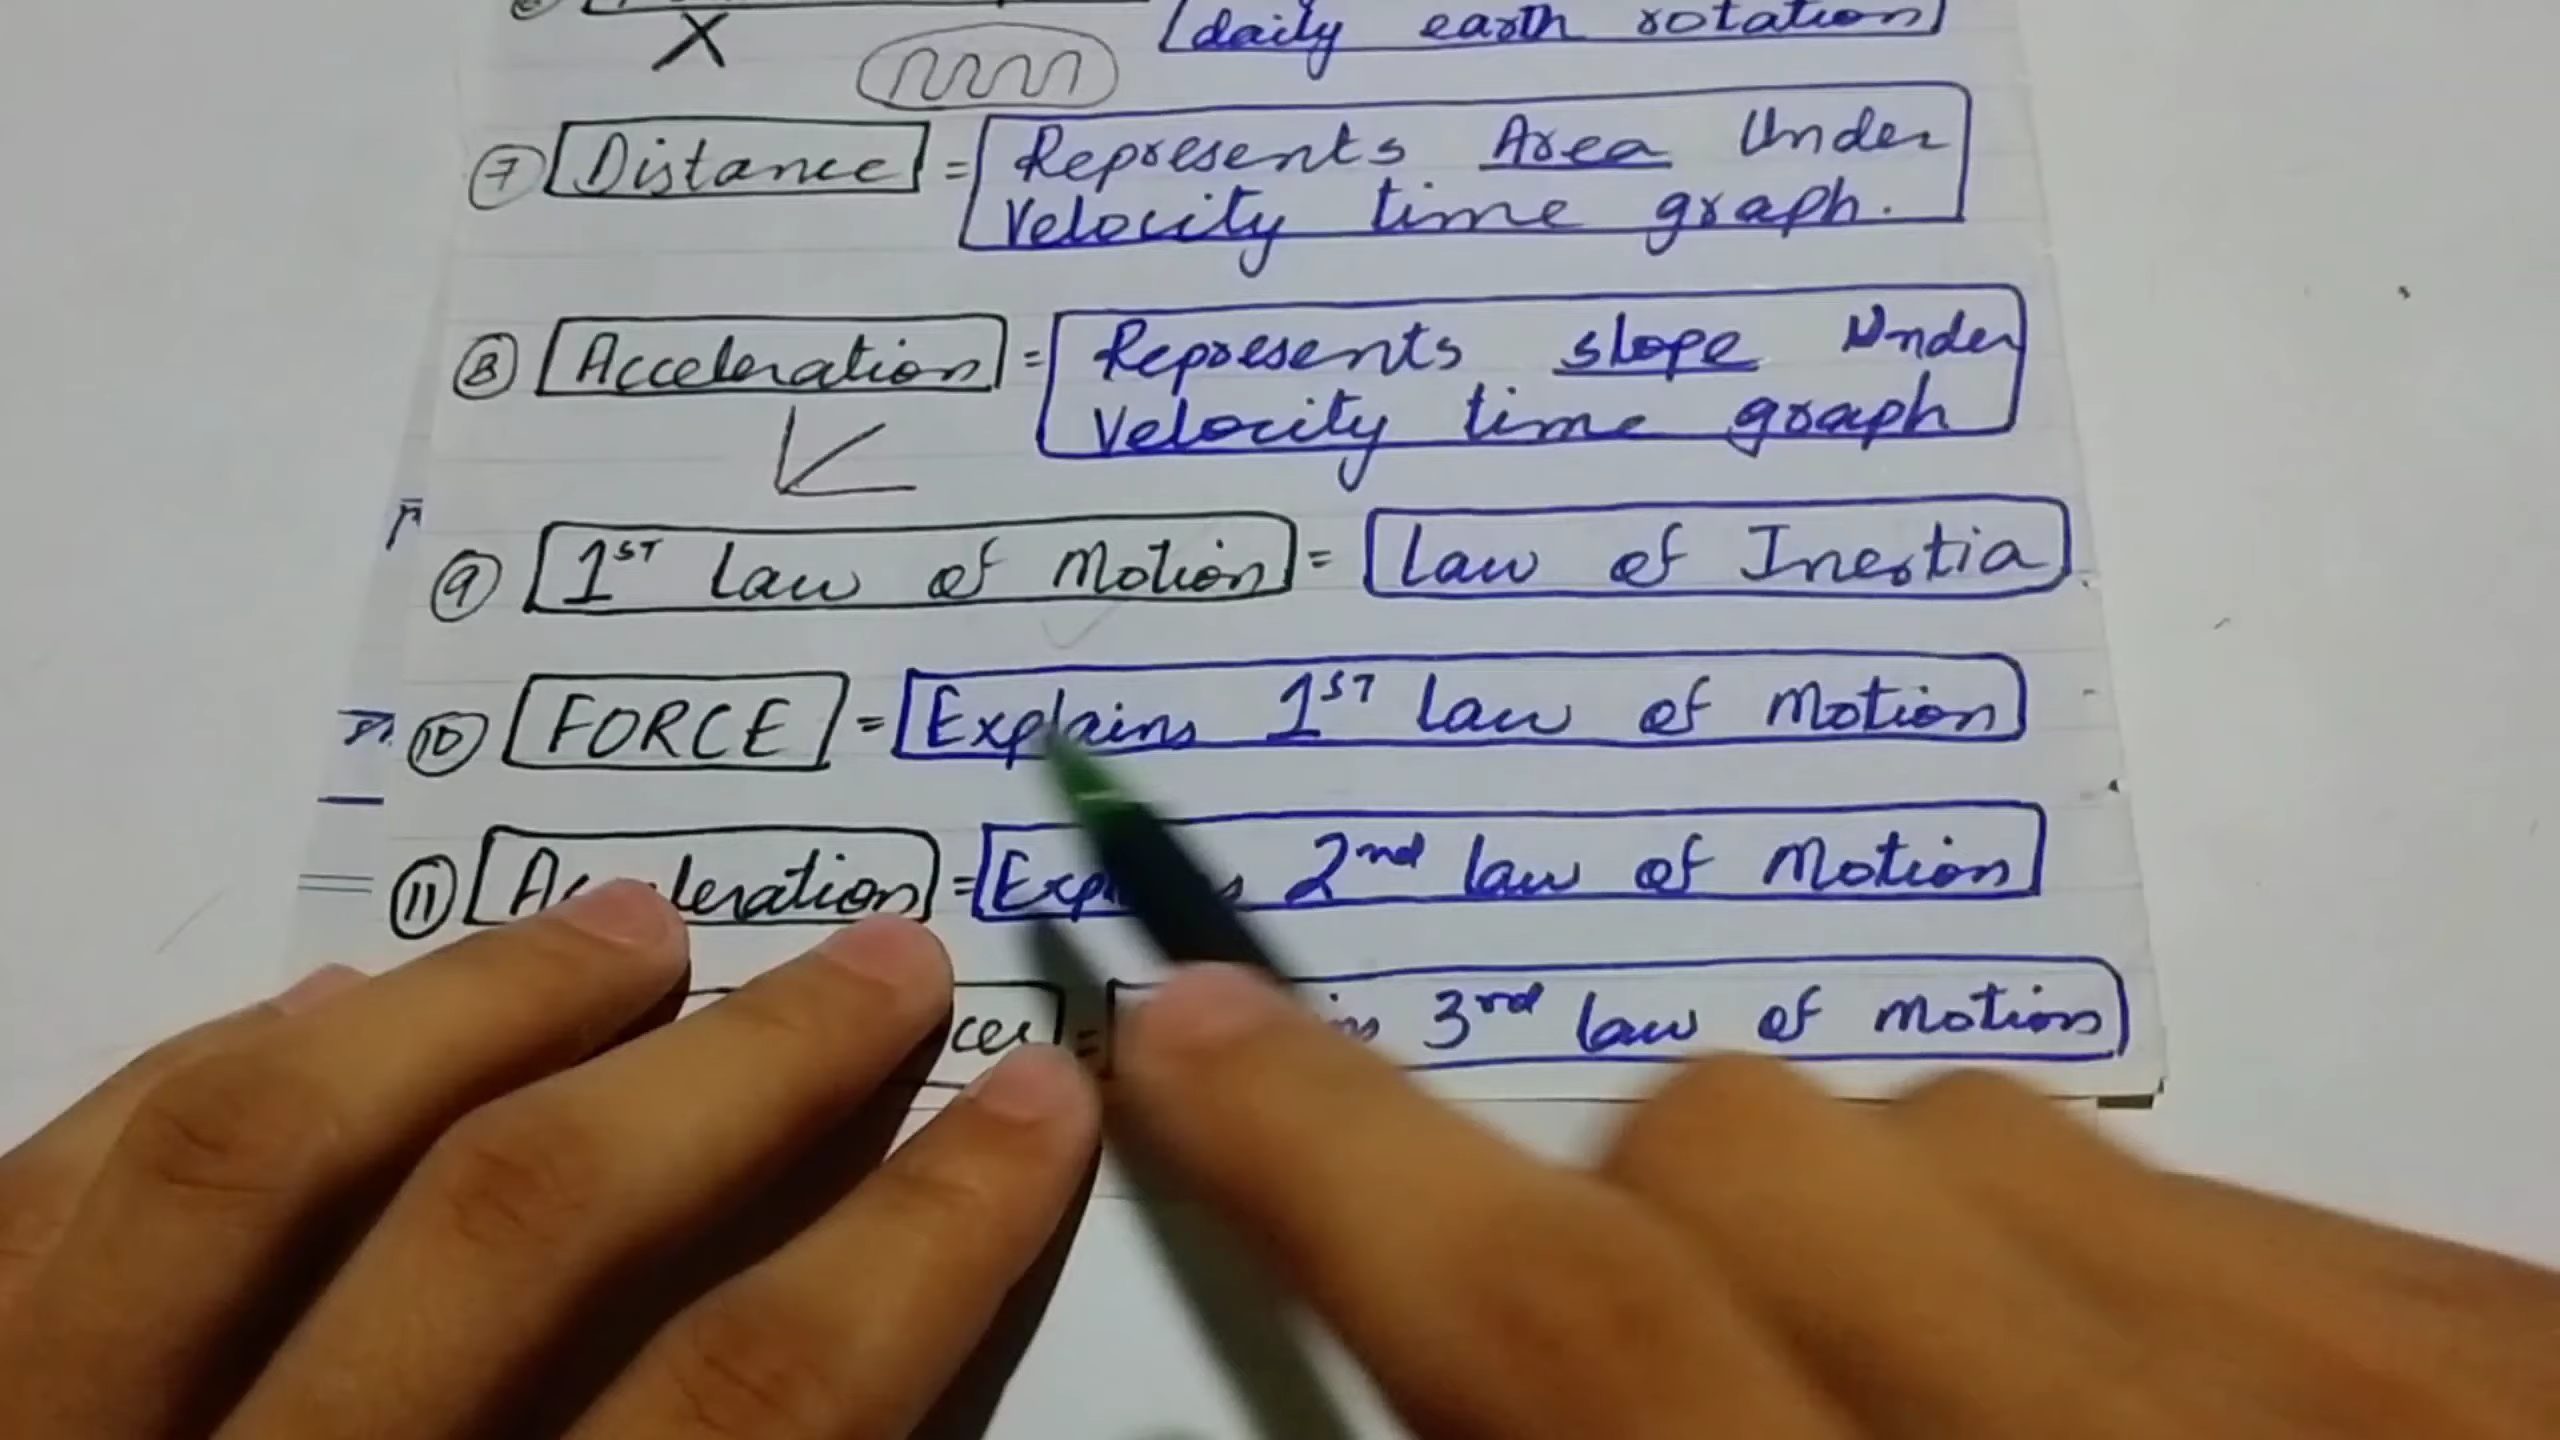 daily earth rotation
7 Distance = Represents Area Under
Velocity time graph.
8 Acceleration = Represents slope Under
Velocity time graph
9 1ST Law of Motion = Law of Inertia
10 FORCE = Explains 1ST Law of Motion
11 = 2nd law of Motion
= 3rd law of Motion